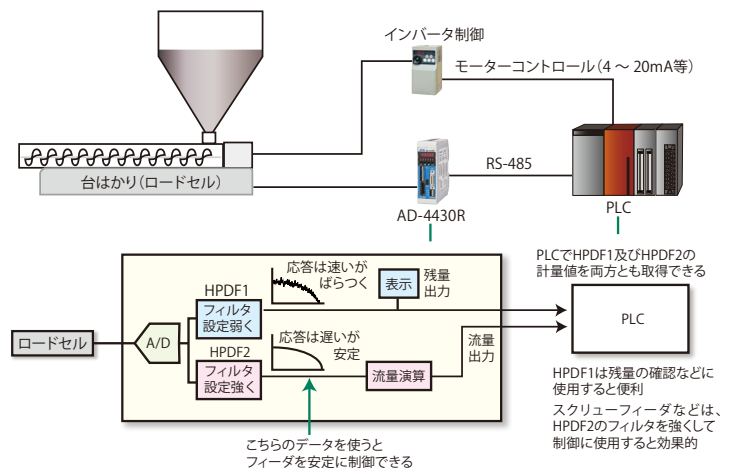 インバータ制御
モーターコントロール（4 ～ 20mA等）
台はかり（ロードセル）
RS-485
AD-4430R
PLC
PLCでHPDF1及びHPDF2の
計量値を両方とも取得できる
応答は速いが
ばらつく
HPDF1
フィルタ
設定弱く
表示
残量
出力
ロードセル
A/D
HPDF2
フィルタ
設定強く
応答は遅いが
安定
流量演算
流量
出力
PLC
HPDF1は残量の確認などに
使用すると便利
スクリューフィーダなどは、
HPDF2のフィルタを強くして
制御に使用すると効果的
こちらのデータを使うと
フィーダを安定に制御できる